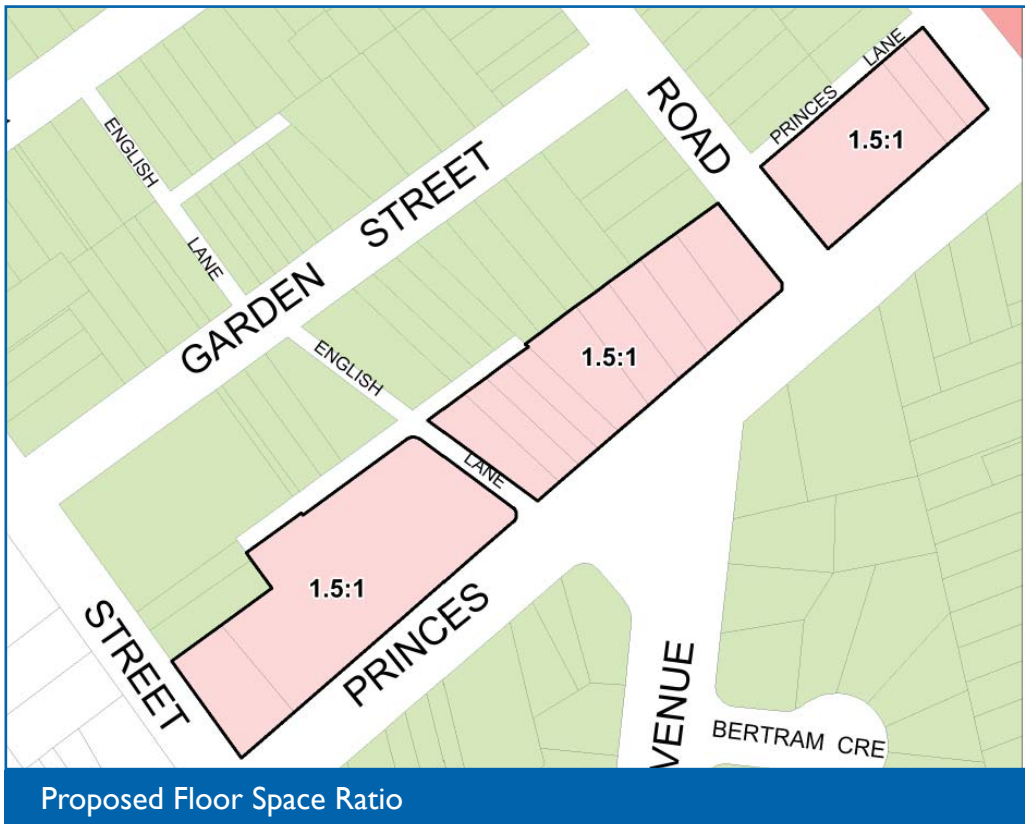 ENGLISH
LANE
GARDEN STREET
ROAD
PRINCES LANE
1.5:1
1.5:1
ENGLISH
LANE
1.5:1
STREET
PRINCES
VENUE
BERTRAM CRE
Proposed Floor Space Ratio